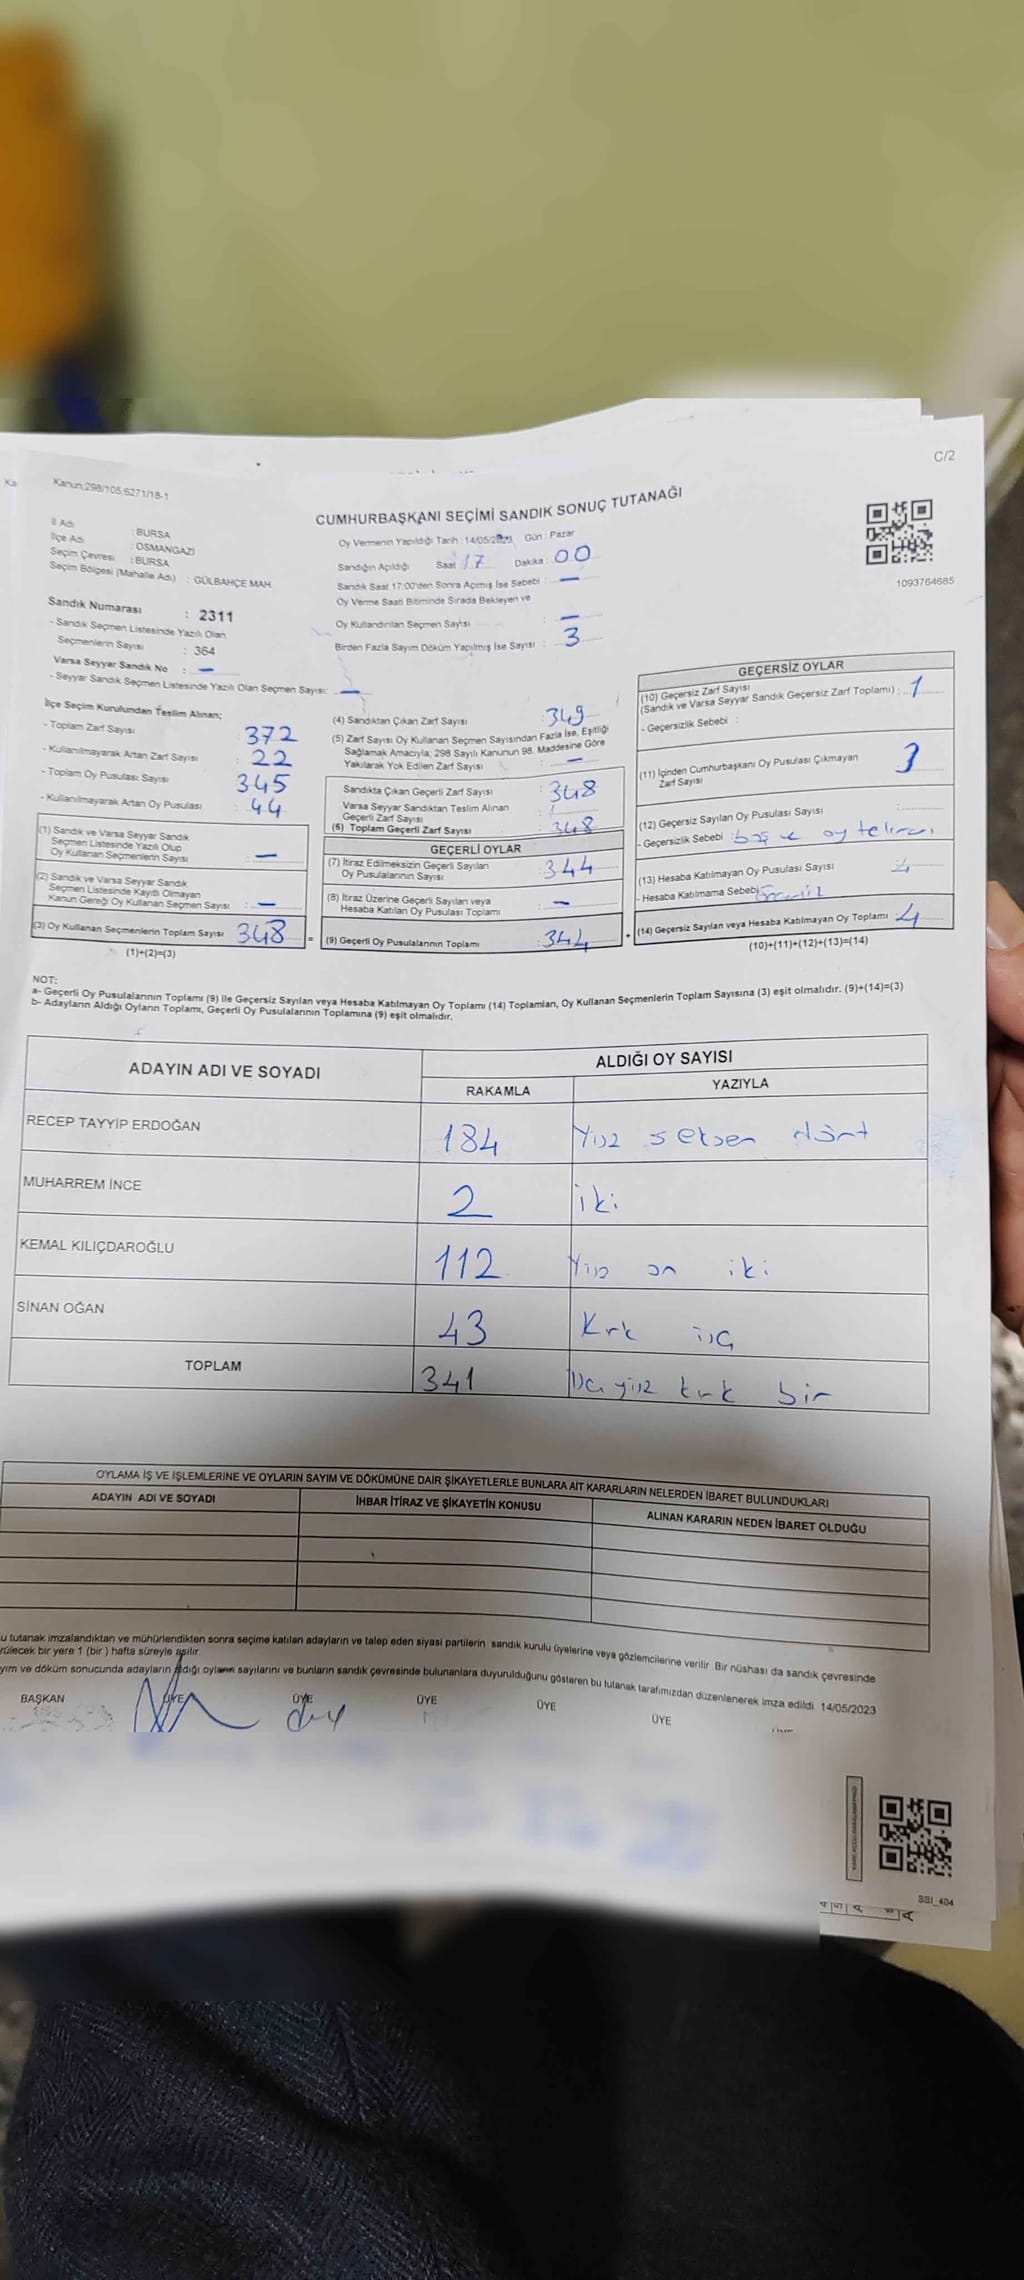 C/2
Kanun;298/105,6271/18-1
CUMHURBAŞKANI SEÇİMİ SANDIK SONUÇ TUTANAĞI
İl Adı : BURSA
İlçe Adı : OSMANGAZİ
Seçim Çevresi : BURSA
Seçim Bölgesi (Mahalle Adı) : GÜLBAHÇE MAH.
Oy Vermenin Yapıldığı Tarih :14/05/2023 Gün : Pazar
Sandığın Açıldığı Saat 17 Dakika : 00
Sandık Saat 17:00'den Sonra Açımış İse Sebebi : —
Oy Verme Saati Bitiminde Sırada Bekleyen ve
Oy Kullandırılan Seçmen Sayısı : —
Birden Fazla Sayım Döküm Yapılmış İse Sayısı : 3
1093764685
Sandık Numarası : 2311
- Sandık Seçmen Listesinde Yazılı Olan
Seçmenlerin Sayısı : 364
Varsa Seyyar Sandık No : —
- Seyyar Sandık Seçmen Listesinde Yazılı Olan Seçmen Sayısı: —
İlçe Seçim Kurulundan Teslim Alınan;
- Toplam Zarf Sayısı : 372
- Kullanılmayarak Artan Zarf Sayısı : 22
- Toplam Oy Pusulası Sayısı 345
- Kullanılmayarak Artan Oy Pusulası : 44
(1) Sandık ve Varsa Seyyar Sandık
Seçmen Listesinde Yazılı Olup
Oy Kullanan Seçmenlerin Sayısı : —
(2) Sandık ve Varsa Seyyar Sandık
Seçmen Listesinde Kayıtlı Olmayan
Kanun Gereği Oy Kullanan Seçmen Sayısı : —
(3) Oy Kullanan Seçmenlerin Toplam Sayısı 348
(1)+(2)=(3)
(4) Sandıktan Çıkan Zarf Sayısı : 349
(5) Zarf Sayısı Oy Kullanan Seçmen Sayısından Fazla İse, Eşitliği
Sağlamak Amacıyla; 298 Sayılı Kanunun 98. Maddesine Göre
Yakılarak Yok Edilen Zarf Sayısı : —
Sandıkta Çıkan Geçerli Zarf Sayısı : 348
Varsa Seyyar Sandıktan Teslim Alınan
Geçerli Zarf Sayısı :
(6) Toplam Geçerli Zarf Sayısı : 348
GEÇERLİ OYLAR
(7) İtiraz Edilmeksizin Geçerli Sayılan
Oy Pusulalarının Sayısı : 344
(8) İtiraz Üzerine Geçerli Sayılan veya
Hesaba Katılan Oy Pusulası Toplamı : —
= (9) Geçerli Oy Pusulalarının Toplamı : 344
GEÇERSİZ OYLAR
(10) Geçersiz Zarf Sayısı
(Sandık ve Varsa Seyyar Sandık Geçersiz Zarf Toplamı) : 1
- Geçersizlik Sebebi :
(11) İçinden Cumhurbaşkanı Oy Pusulası Çıkmayan
Zarf Sayısı 3
(12) Geçersiz Sayılan Oy Pusulası Sayısı :
- Geçersizlik Sebebi : boş ve oy
(13) Hesaba Katılmayan Oy Pusulası Sayısı
- Hesaba Katılmama Sebebi
+ (14) Geçersiz Sayılan veya Hesaba Katılmayan Oy Toplamı 4
(10)+(11)+(12)+(13)=(14)
NOT:
a- Geçerli Oy Pusulalarının Toplamı (9) ile Geçersiz Sayılan veya Hesaba Katılmayan Oy Toplamı (14) Toplamları, Oy Kullanan Seçmenlerin Toplam Sayısına (3) eşit olmalıdır. (9)+(14)=(3)
b- Adayların Aldığı Oyların Toplamı, Geçerli Oy Pusulalarının Toplamına (9) eşit olmalıdır.
ADAYIN ADI VE SOYADI ALDIĞI OY SAYISI
RAKAMLA YAZIYLA
RECEP TAYYİP ERDOĞAN 184 Yüz seksen dört
MUHARREM İNCE 2 iki
KEMAL KILIÇDAROĞLU 112 Yüz on iki
SİNAN OĞAN 43 Kırk üç
TOPLAM 341 Üç yüz kırk bir
OYLAMA İŞ VE İŞLEMLERİNE VE OYLARIN SAYIM VE DÖKÜMÜNE DAİR ŞİKAYETLERLE BUNLARA AİT KARARLARIN NELERDEN İBARET BULUNDUKLARI
ADAYIN ADI VE SOYADI İHBAR İTİRAZ VE ŞİKAYETİN KONUSU ALINAN KARARIN NEDEN İBARET OLDUĞU
u tutanak imzalandıktan ve mühürlendikten sonra seçime katılan adayların ve talep eden siyasi partilerin sandık kurulu üyelerine veya gözlemcilerine verilir. Bir nüshası da sandık çevresinde
rülecek bir yere 1 (bir ) hafta süreyle asılır.
yım ve döküm sonucunda adayların aldığı oyların sayılarını ve bunların sandık çevresinde bulunanlara duyurulduğunu gösteren bu tutanak tarafımızdan düzenlenerek imza edildi. 14/05/2023
BAŞKAN ÜYE ÜYE ÜYE ÜYE ÜYE
SSI_404